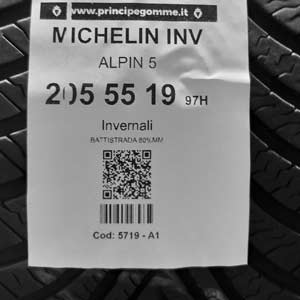 www.principegomme.it
MICHELIN INV
ALPIN 5
205 55 19 97H
Invernali
BATTISTRADA 80%MM
Cod: 5719 - A1